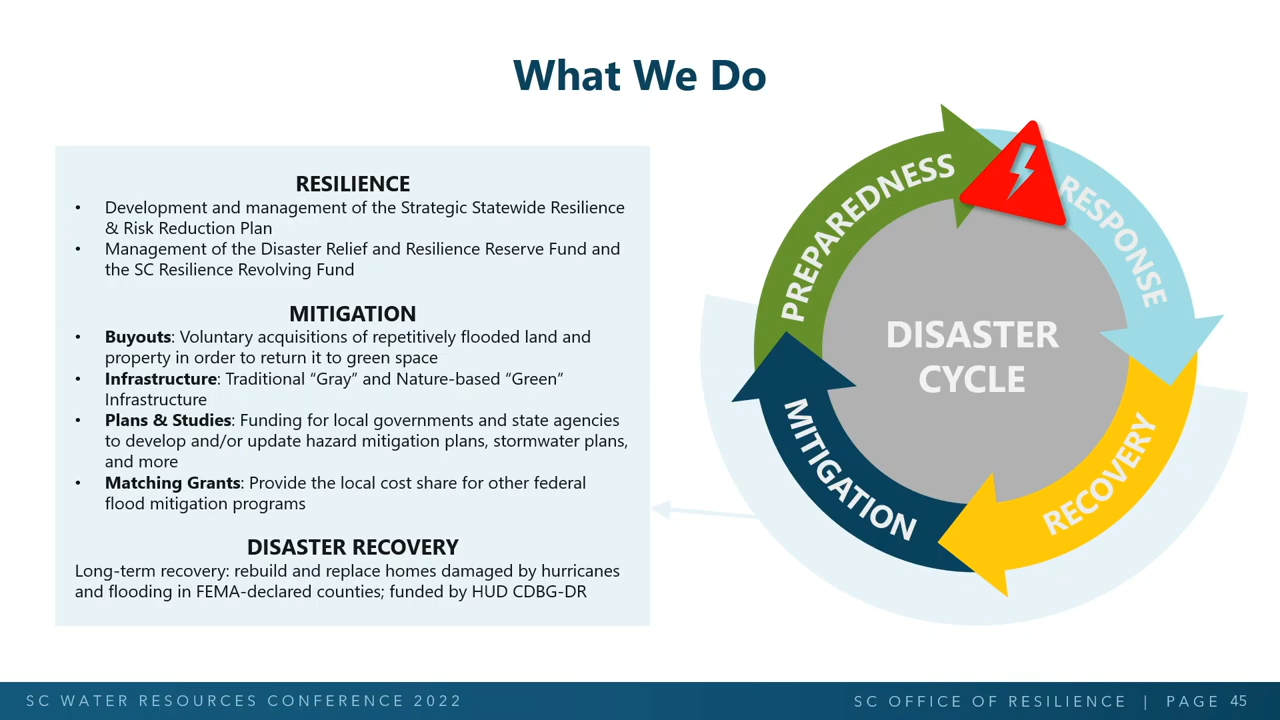 What We Do
RESILIENCE
• Development and management of the Strategic Statewide Resilience
& Risk Reduction Plan
• Management of the Disaster Relief and Resilience Reserve Fund and
the SC Resilience Revolving Fund
MITIGATION
• Buyouts: Voluntary acquisitions of repetitively flooded land and
property in order to return it to green space
• Infrastructure: Traditional “Gray” and Nature-based “Green”
Infrastructure
• Plans & Studies: Funding for local governments and state agencies
to develop and/or update hazard mitigation plans, stormwater plans,
and more
• Matching Grants: Provide the local cost share for other federal
flood mitigation programs
DISASTER RECOVERY
Long-term recovery: rebuild and replace homes damaged by hurricanes
and flooding in FEMA-declared counties; funded by HUD CDBG-DR
PREPAREDNESS
RESPONSE
RECOVERY
MITIGATION
DISASTER
CYCLE
SC WATER RESOURCES CONFERENCE 2022
SC OFFICE OF RESILIENCE | PAGE 45